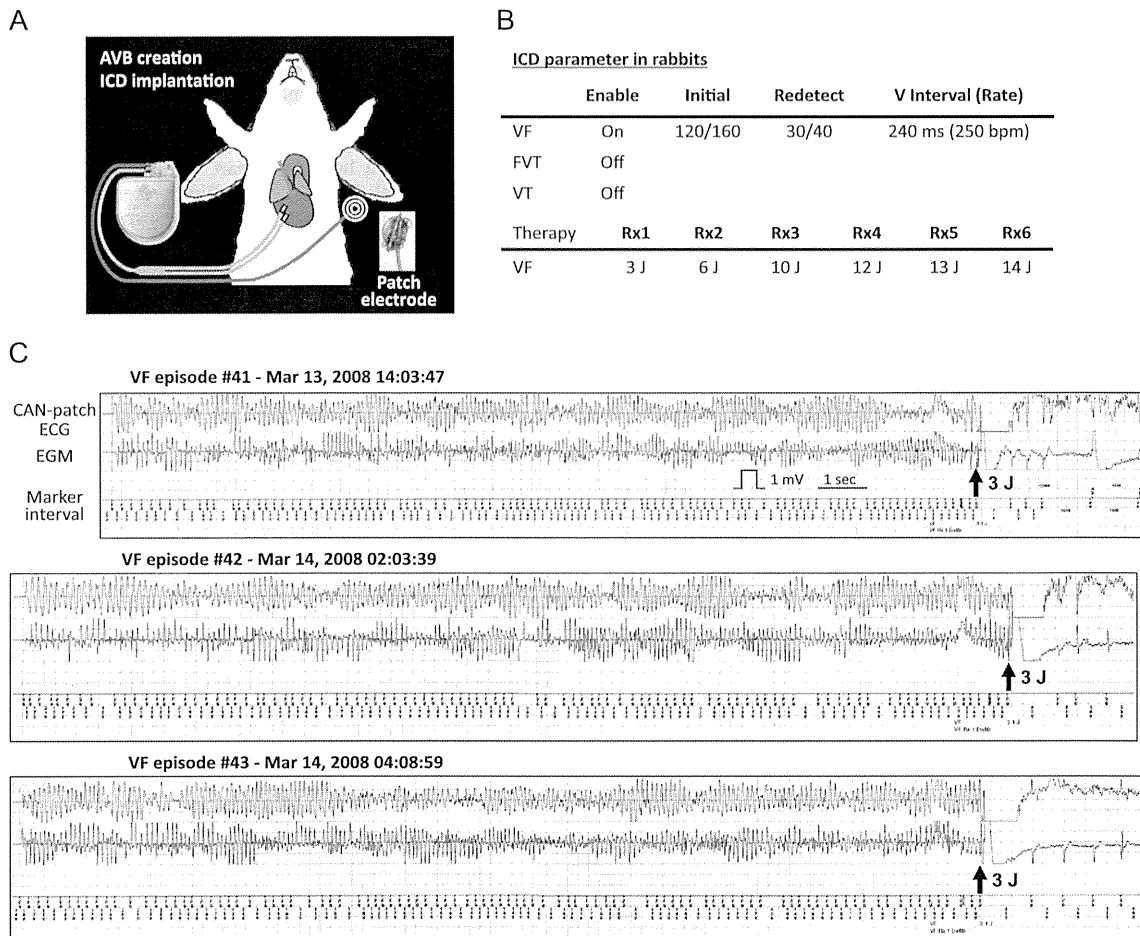 A
AVB creation
ICD implantation
Patch
electrode
B
ICD parameter in rabbits
Enable Initial Redetect V Interval (Rate)
VF On 120/160 30/40 240 ms (250 bpm)
FVT Off
VT Off
Therapy Rx1 Rx2 Rx3 Rx4 Rx5 Rx6
VF 3 J 6 J 10 J 12 J 13 J 14 J
C
VF episode #41 - Mar 13, 2008 14:03:47
CAN-patch
ECG
EGM
1 mV 1 sec
3 J
Marker
interval
VF episode #42 - Mar 14, 2008 02:03:39
3 J
VF episode #43 - Mar 14, 2008 04:08:59
3 J